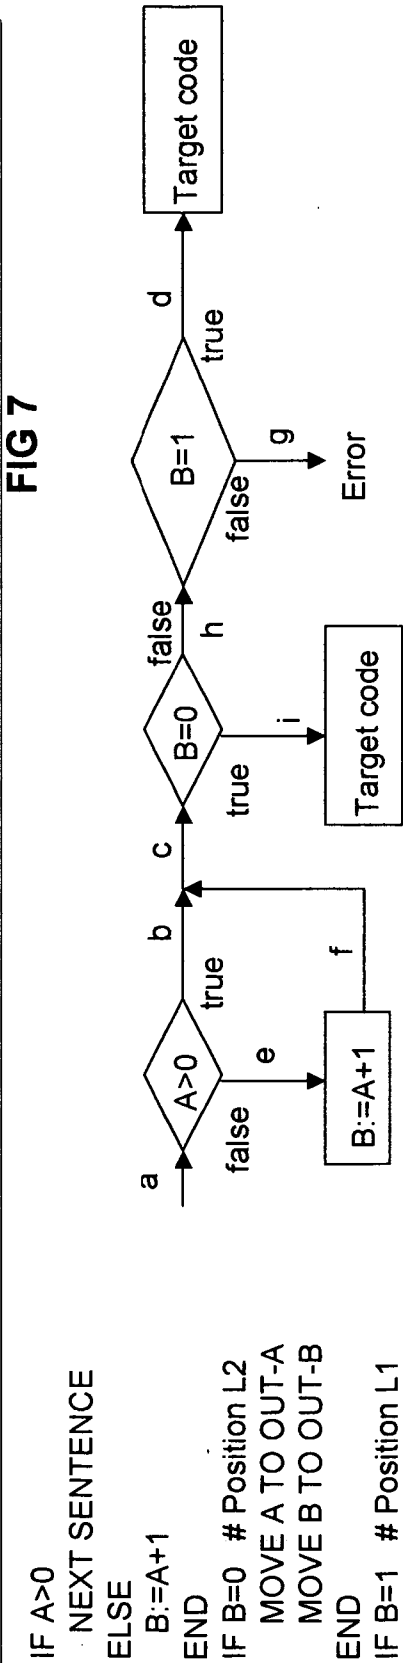 FIG 7
IF A>0
NEXT SENTENCE
ELSE
B:=A+1
END
IF B=0 # Position L2
MOVE A TO OUT-A
MOVE B TO OUT-B
END
IF B=1 # Position L1
a
A>0
true
b
false
e
B:=A+1
f
c
B=0
false
h
true
i
Target code
B=1
true
d
false
g
Error
Target code